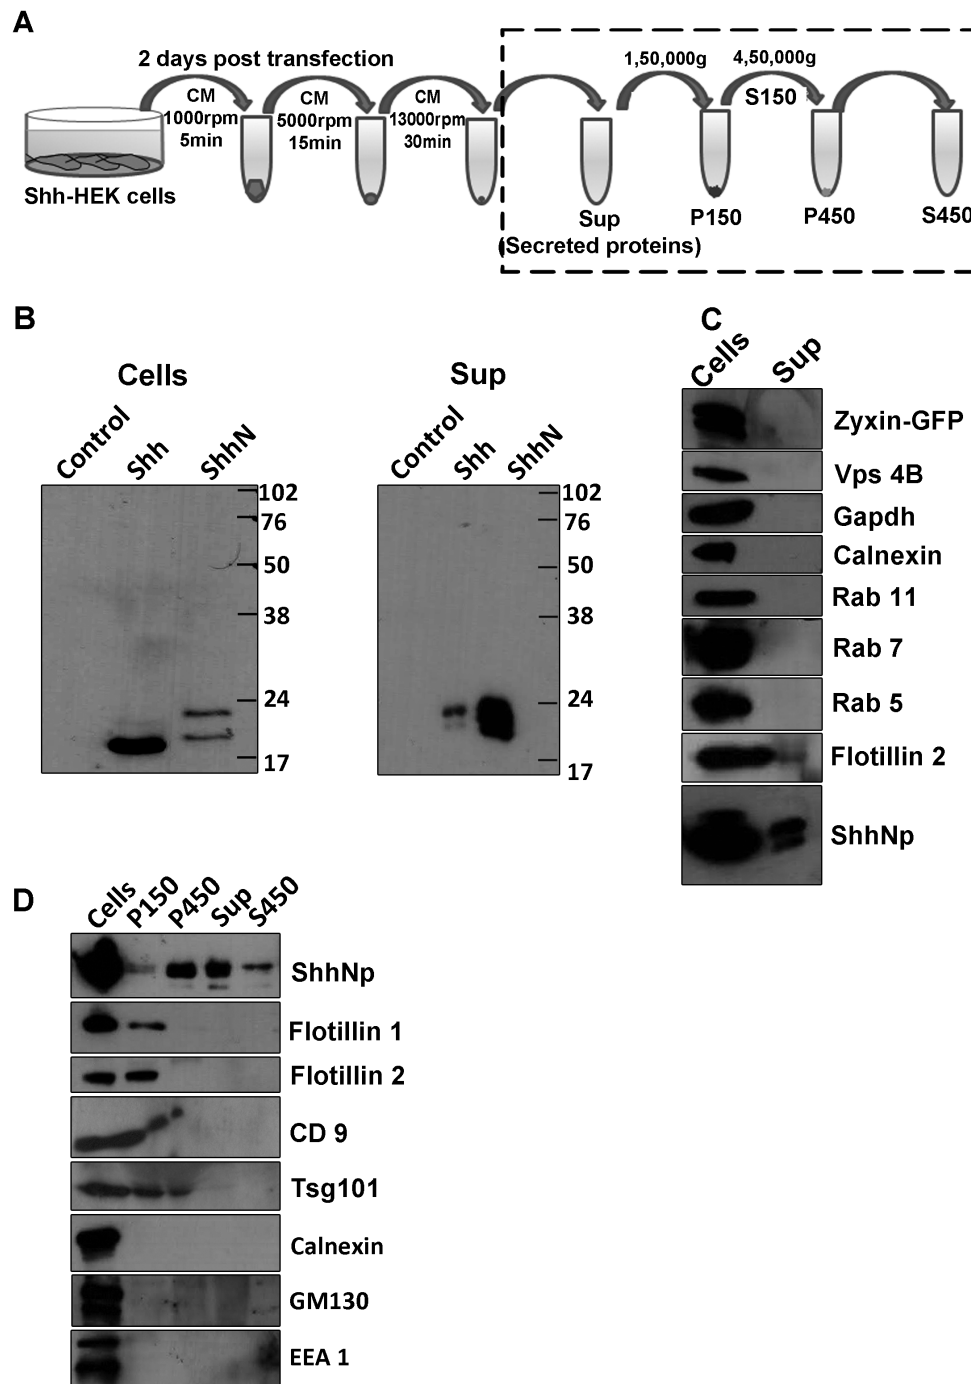 A
2 days post transfection
CM
1000rpm
5min
CM
5000rpm
15min
CM
13000rpm
30min
1,50,000g
4,50,000g
S150
Shh-HEK cells
Sup
(Secreted proteins)
P150
P450
S450
B
Cells
Control
Shh
ShhN
102
76
50
38
24
17
Sup
Control
Shh
ShhN
102
76
50
38
24
17
C
Cells
Sup
Zyxin-GFP
Vps 4B
Gapdh
Calnexin
Rab 11
Rab 7
Rab 5
Flotillin 2
ShhNp
D
Cells
P150
P450
Sup
S450
ShhNp
Flotillin 1
Flotillin 2
CD 9
Tsg101
Calnexin
GM130
EEA 1